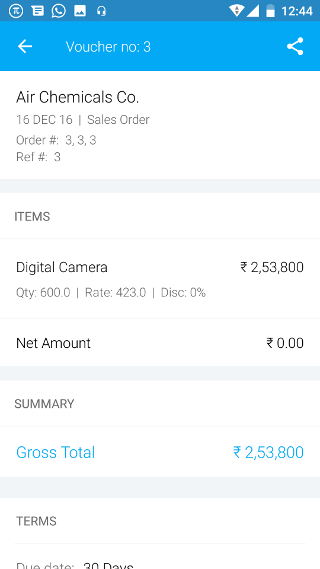 12:44
Voucher no: 3
Air Chemicals Co.
16 DEC 16 | Sales Order
Order #: 3, 3, 3
Ref #: 3
ITEMS
Digital Camera ₹ 2,53,800
Qty: 600.0 | Rate: 423.0 | Disc: 0%
Net Amount ₹ 0.00
SUMMARY
Gross Total ₹ 2,53,800
TERMS
Due date: 30 Days